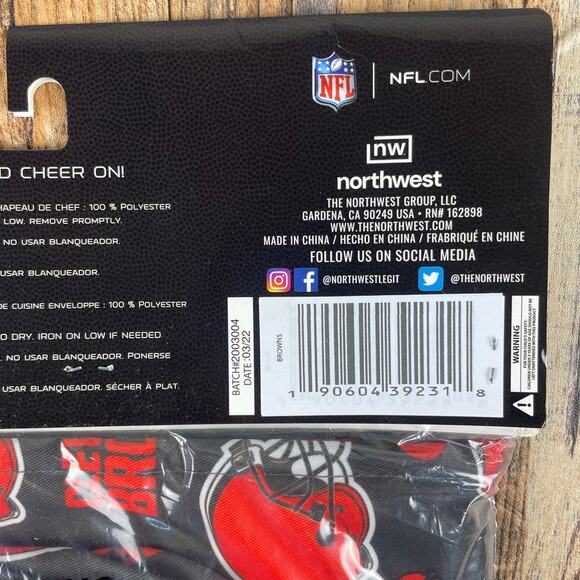 NFL
NFL.COM
nw
northwest
THE NORTHWEST GROUP, LLC
GARDENA, CA 90249 USA • RN# 162898
WWW.THENORTHWEST.COM
MADE IN CHINA / HECHO EN CHINA / FRABRIQUÉ EN CHINE
FOLLOW US ON SOCIAL MEDIA
@NORTHWESTLEGIT
@THENORTHWEST
CHEER ON!
HAPEAU DE CHEF : 100 % POLYESTER
LOW. REMOVE PROMPTLY.
NO USAR BLANQUEADOR.
USAR BLANQUEADOR.
DE CUISINE ENVELOPPE : 100 % POLYESTER
O DRY. IRON ON LOW IF NEEDED
NO USAR BLANQUEADOR. PONERSE
USAR BLANQUEADOR. SÉCHER À PLAT.
BATCH#2003004
DATE:03/22
BROWNS
1 90604 39231 8
WARNING